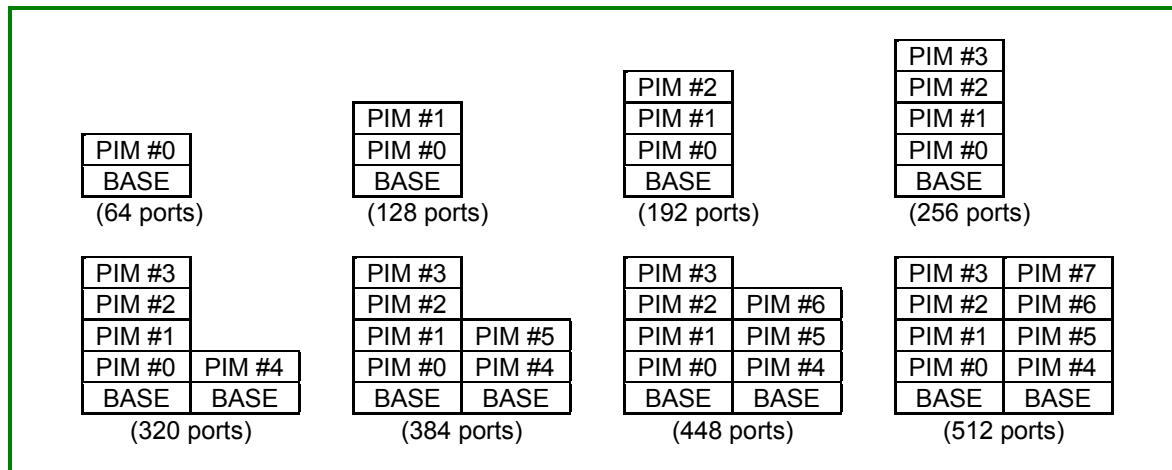 PIM #3
PIM #2 PIM #2
PIM #1 PIM #1 PIM #1
PIM #0 PIM #0 PIM #0 PIM #0
BASE BASE BASE BASE
(64 ports) (128 ports) (192 ports) (256 ports)
PIM #3 PIM #3 PIM #3 PIM #3 PIM #7
PIM #2 PIM #2 PIM #2 PIM #6 PIM #2 PIM #6
PIM #1 PIM #1 PIM #5 PIM #1 PIM #5 PIM #1 PIM #5
PIM #0 PIM #4 PIM #0 PIM #4 PIM #0 PIM #4 PIM #0 PIM #4
BASE BASE BASE BASE BASE BASE BASE BASE
(320 ports) (384 ports) (448 ports) (512 ports)